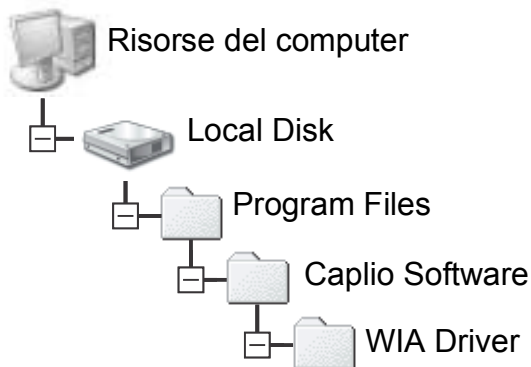 Risorse del computer
Local Disk
Program Files
Caplio Software
WIA Driver